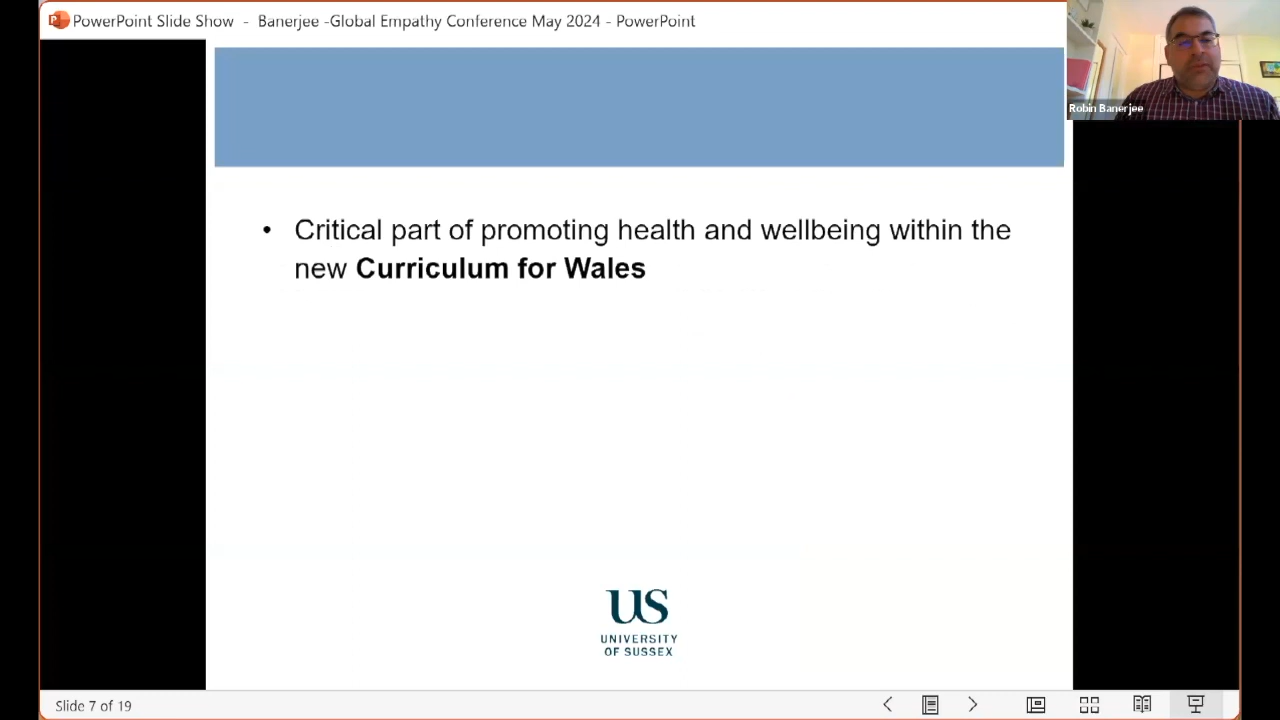 PowerPoint Slide Show - Banerjee -Global Empathy Conference May 2024 - PowerPoint
Robin Banerjee
• Critical part of promoting health and wellbeing within the
new Curriculum for Wales
US
UNIVERSITY
OF SUSSEX
Slide 7 of 19